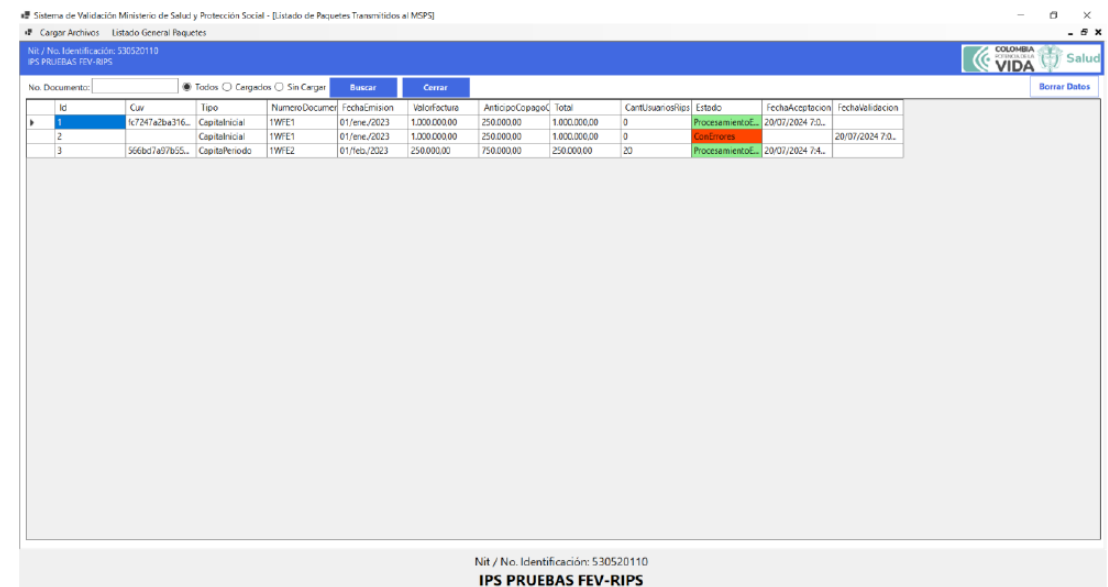 Sistema de Validación Ministerio de Salud y Protección Social - [Listado de Paquetes Transmitidos al MSPS]
Cargar Archivos Listado General Paquetes
Nit / No. Identificación: 530520110
IPS PRUEBAS FEV-RIPS
COLOMBIA
VIDA
Salud
No. Documento: Todos Cargados Sin Cargar Buscar Cerrar Borrar Datos
Id Cuv Tipo NumeroDocumer FechaEmision ValorFactura AnticipoCopagoC Total CantUsuariosRips Estado FechaAceptacion FechaValidacion
1 fc7247a2ba316... CapitaInicial 1WFE1 01/ene./2023 1.000.000,00 250.000,00 1.000.000,00 0 ProcesamientoE... 20/07/2024 7:0...
2 CapitaInicial 1WFE1 01/ene./2023 1.000.000,00 250.000,00 1.000.000,00 0 ConErrores 20/07/2024 7:0...
3 566bd7a97b55... CapitaPeriodo 1WFE2 01/feb./2023 250.000,00 750.000,00 250.000,00 20 ProcesamientoE... 20/07/2024 7:4...
Nit / No. Identificación: 530520110
IPS PRUEBAS FEV-RIPS